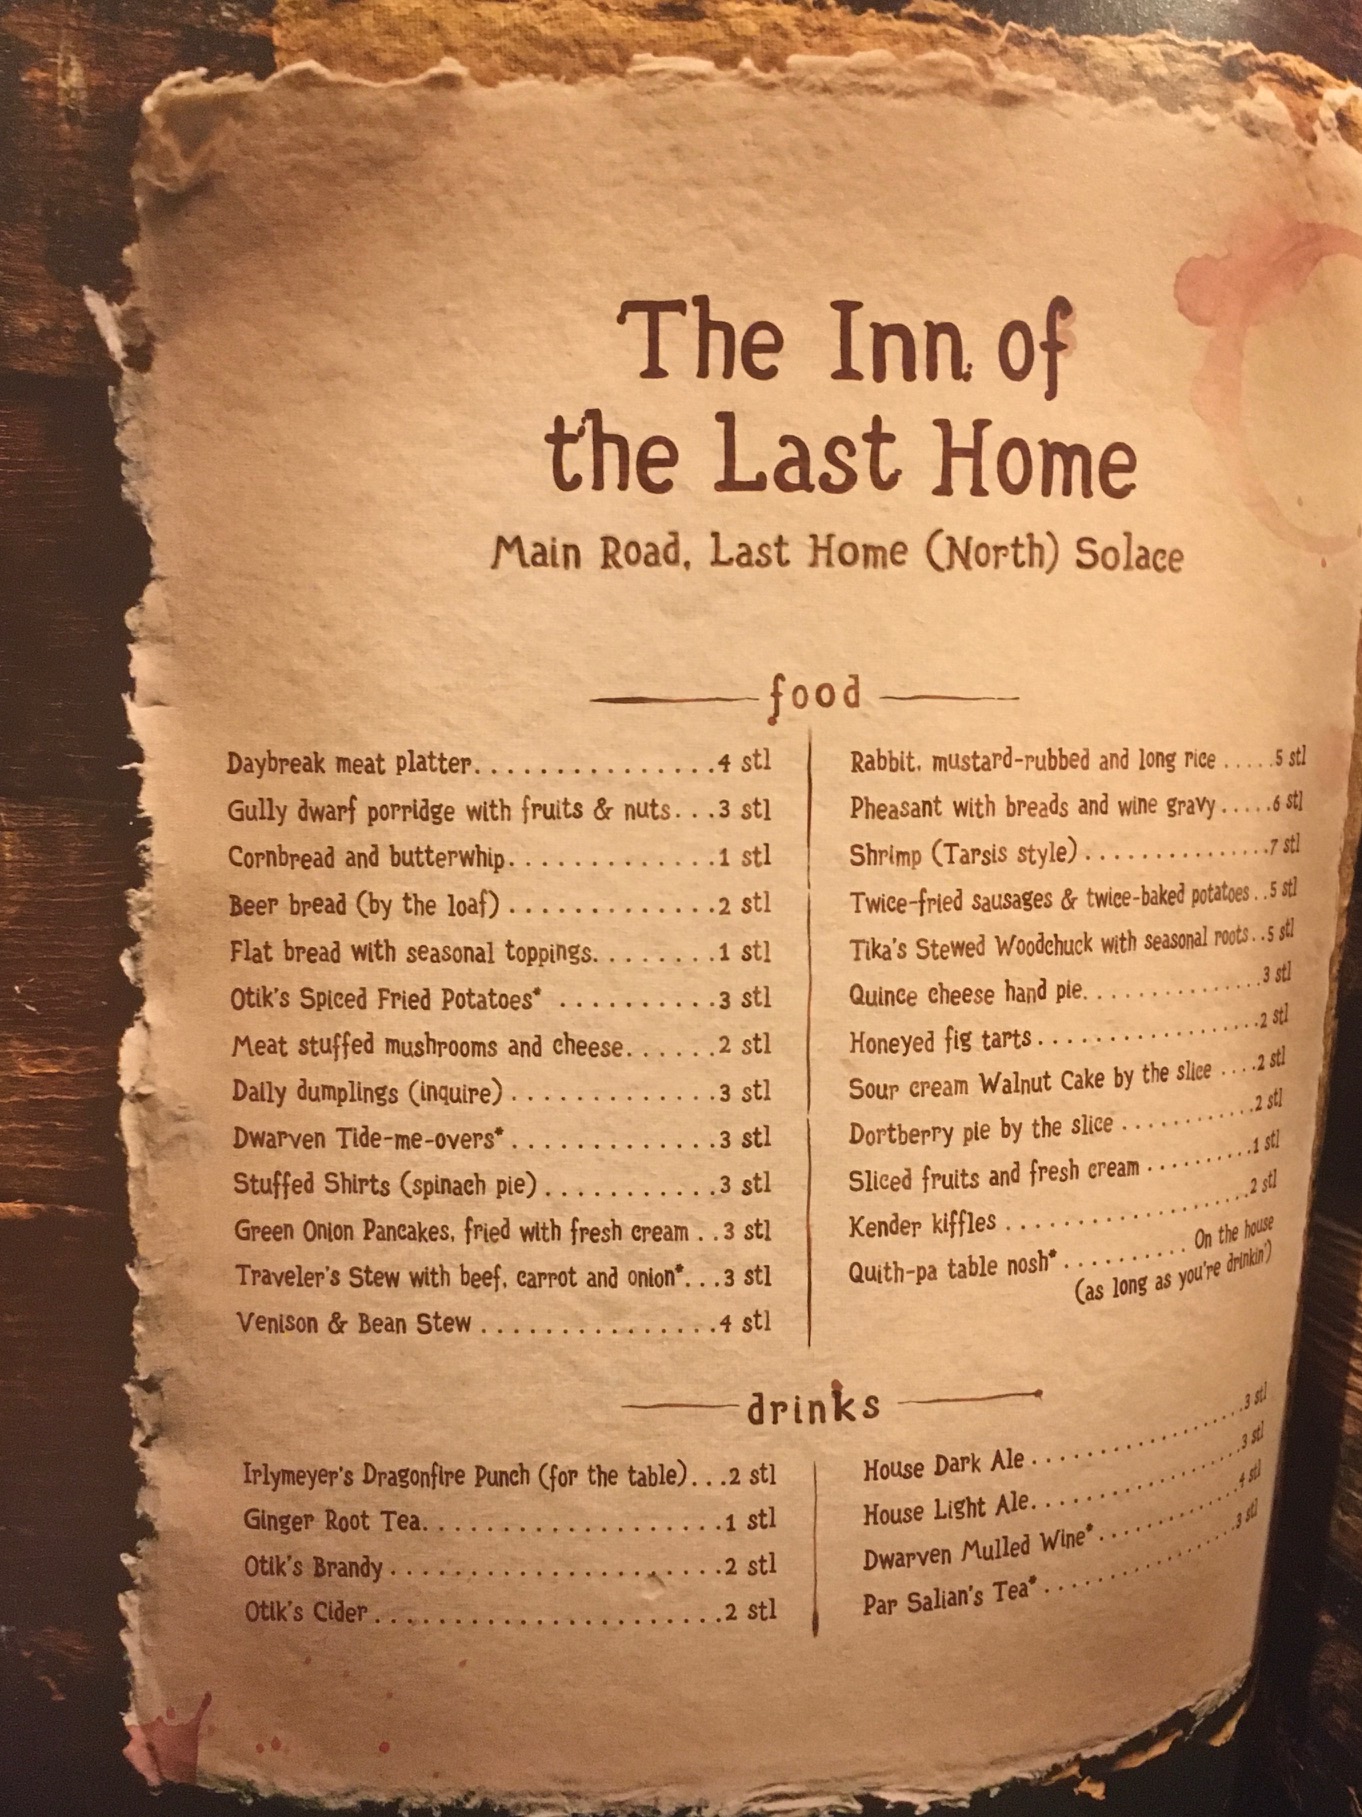 The Inn of
the Last Home
Main Road, Last Home (North) Solace
food
Daybreak meat platter...............4 stl
Gully dwarf porridge with fruits & nuts...3 stl
Cornbread and butterwhip.............1 stl
Beer bread (by the loaf).............2 stl
Flat bread with seasonal toppings........1 stl
Otik's Spiced Fried Potatoes* ..........3 stl
Meat stuffed mushrooms and cheese......2 stl
Daily dumplings (inquire).............3 stl
Dwarven Tide-me-overs*.............3 stl
Stuffed Shirts (spinach pie)...........3 stl
Green Onion Pancakes, fried with fresh cream ..3 stl
Traveler's Stew with beef, carrot and onion*...3 stl
Venison & Bean Stew ...............4 stl
Rabbit, mustard-rubbed and long rice .....5 stl
Pheasant with breads and wine gravy.....6 stl
Shrimp (Tarsis style)...............7 stl
Twice-fried sausages & twice-baked potatoes..5 stl
Tika's Stewed Woodchuck with seasonal roots..5 stl
Quince cheese hand pie..............3 stl
Honeyed fig tarts..................2 stl
Sour cream Walnut Cake by the slice ....2 stl
Dortberry pie by the slice ............2 stl
Sliced fruits and fresh cream ..........1 stl
Kender kiffles ...................2 stl
Quith-pa table nosh*..........On the house
(as long as you're drinkin')
drinks
Irlymeyer's Dragonfire Punch (for the table)...2 stl
Ginger Root Tea....................1 stl
Otik's Brandy.....................2 stl
Otik's Cider......................2 stl
House Dark Ale..................3 stl
House Light Ale..................3 stl
Dwarven Mulled Wine*............4 stl
Par Salian's Tea*................3 stl